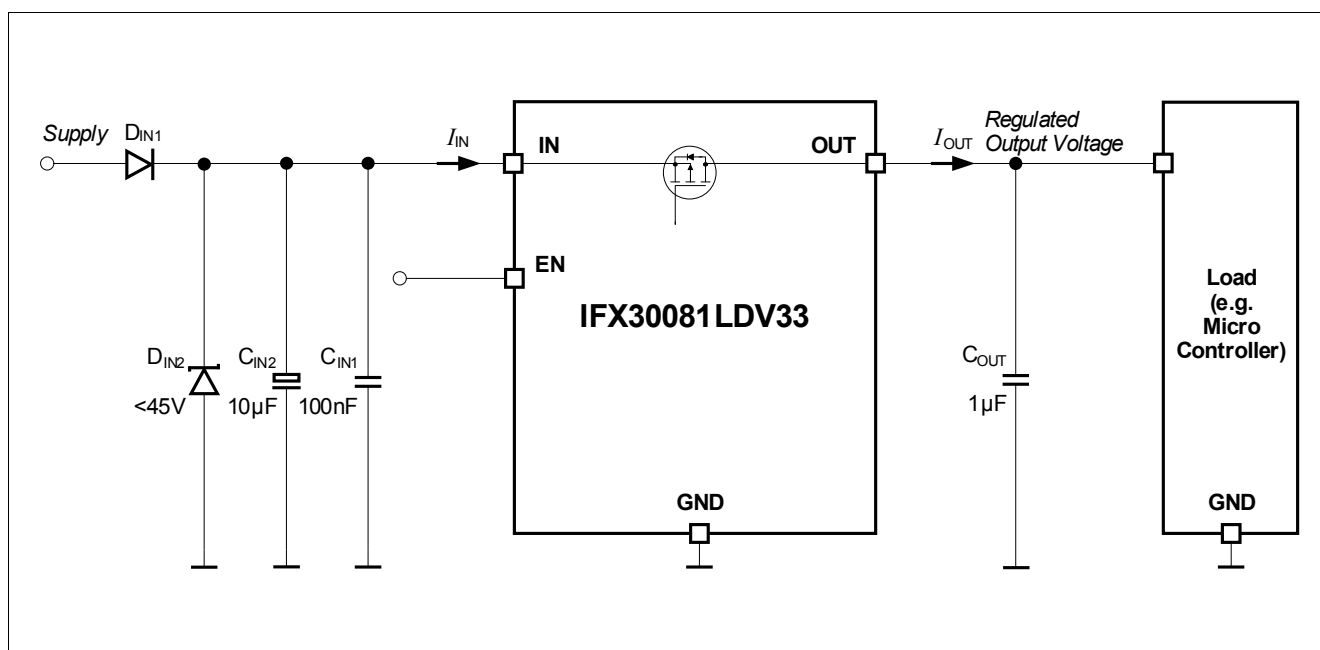 Supply
DIN1
IIN
IN
OUT
IOUT
Regulated
Output Voltage
EN
IFX30081LDV33
Load
(e.g.
Micro
Controller)
DIN2
<45V
CIN2
10µF
CIN1
100nF
COUT
1µF
GND
GND